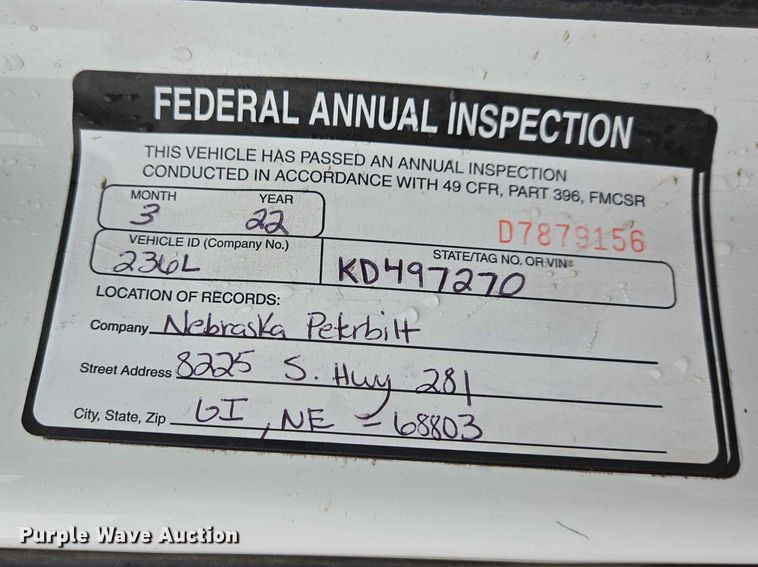 FEDERAL ANNUAL INSPECTION
THIS VEHICLE HAS PASSED AN ANNUAL INSPECTION
CONDUCTED IN ACCORDANCE WITH 49 CFR, PART 396, FMCSR
MONTH YEAR
3 22
D7879156
VEHICLE ID (Company No.) STATE/TAG NO. OR VIN#
236L KD497270
LOCATION OF RECORDS:
Company Nebraska Peterbilt
Street Address 8225 S. Hwy 281
City, State, Zip GI, NE - 68803
Purple Wave Auction